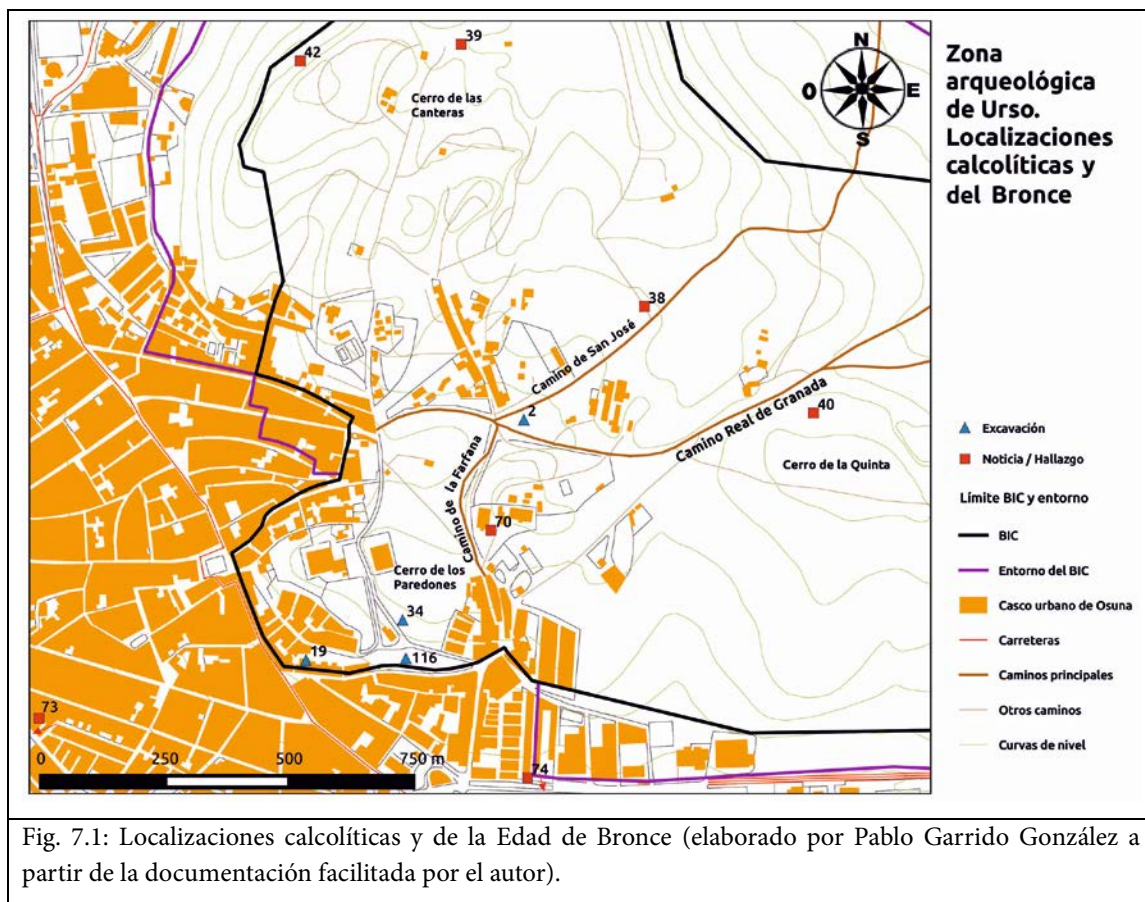 Zona
arqueológica
de Urso.
Localizaciones
calcolíticas y
del Bronce
N
O
E
S
42
39
Cerro de las
Canteras
38
Camino de San José
2
Camino Real de Granada
40
Cerro de la Quinta
Camino de la Farfana
70
Cerro de los
Paredones
34
19
116
73
74
0
250
500
750 m
Excavación
Noticia / Hallazgo
Límite BIC y entorno
BIC
Entorno del BIC
Casco urbano de Osuna
Carreteras
Caminos principales
Otros caminos
Curvas de nivel
Fig. 7.1: Localizaciones calcolíticas y de la Edad de Bronce (elaborado por Pablo Garrido González a
partir de la documentación facilitada por el autor).